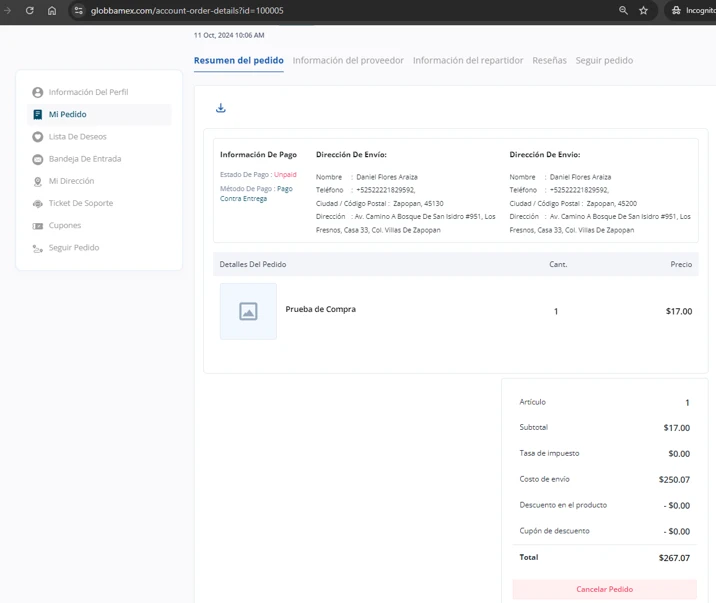 globbamex.com/account-order-details?id=100005
Incognito
11 Oct, 2024 10:06 AM
Resumen del pedido Información del proveedor Información del repartidor Reseñas Seguir pedido
Información Del Perfil
Mi Pedido
Lista De Deseos
Bandeja De Entrada
Mi Dirección
Ticket De Soporte
Cupones
Seguir Pedido
Información De Pago
Estado De Pago : Unpaid
Método De Pago : Pago
Contra Entrega
Dirección De Envío:
Nombre : Daniel Flores Araiza
Teléfono : +52522221829592,
Ciudad / Código Postal : Zapopan, 45130
Dirección : Av. Camino A Bosque De San Isidro #951, Los
Fresnos, Casa 33, Col. Villas De Zapopan
Dirección De Envio:
Nombre : Daniel Flores Araiza
Teléfono : +52522221829592,
Ciudad / Código Postal : Zapopan, 45200
Dirección : Av. Camino A Bosque De San Isidro #951, Los
Fresnos, Casa 33, Col. Villas De Zapopan
Detalles Del Pedido Cant. Precio
Prueba de Compra 1 $17.00
Artículo 1
Subtotal $17.00
Tasa de impuesto $0.00
Costo de envío $250.07
Descuento en el producto - $0.00
Cupón de descuento - $0.00
Total $267.07
Cancelar Pedido